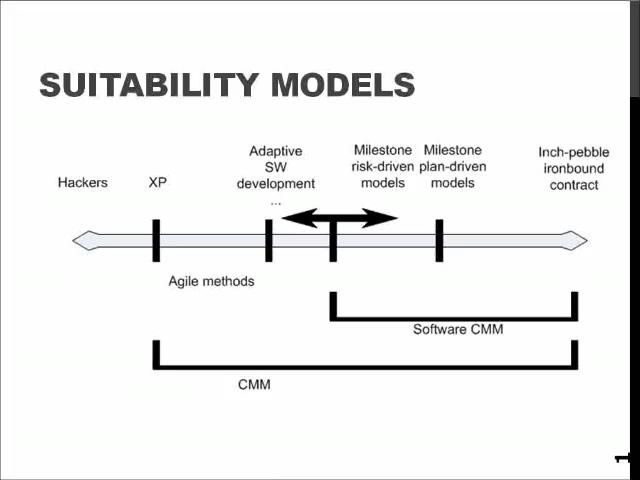 SUITABILITY MODELS
Hackers
XP
Adaptive
SW
development
...
Milestone
risk-driven
models
Milestone
plan-driven
models
Inch-pebble
ironbound
contract
Agile methods
Software CMM
CMM
1